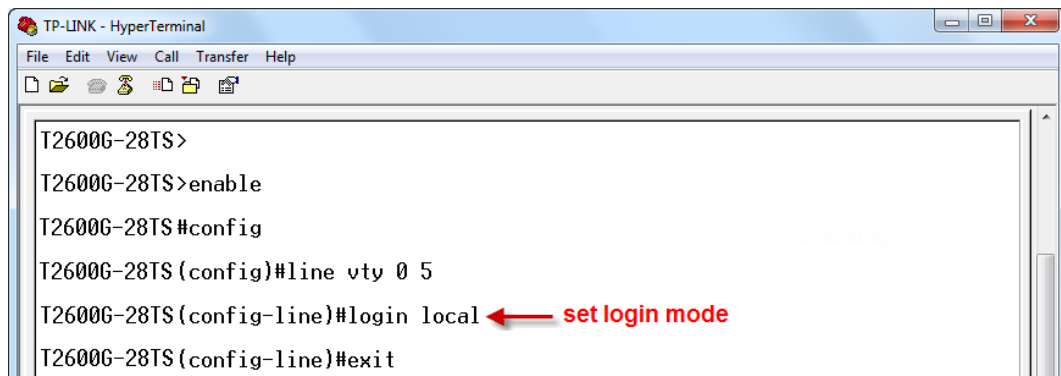 TP-LINK - HyperTerminal
File Edit View Call Transfer Help
T2600G-28TS>
T2600G-28TS>enable
T2600G-28TS#config
T2600G-28TS(config)#line vty 0 5
T2600G-28TS(config-line)#login local set login mode
T2600G-28TS(config-line)#exit